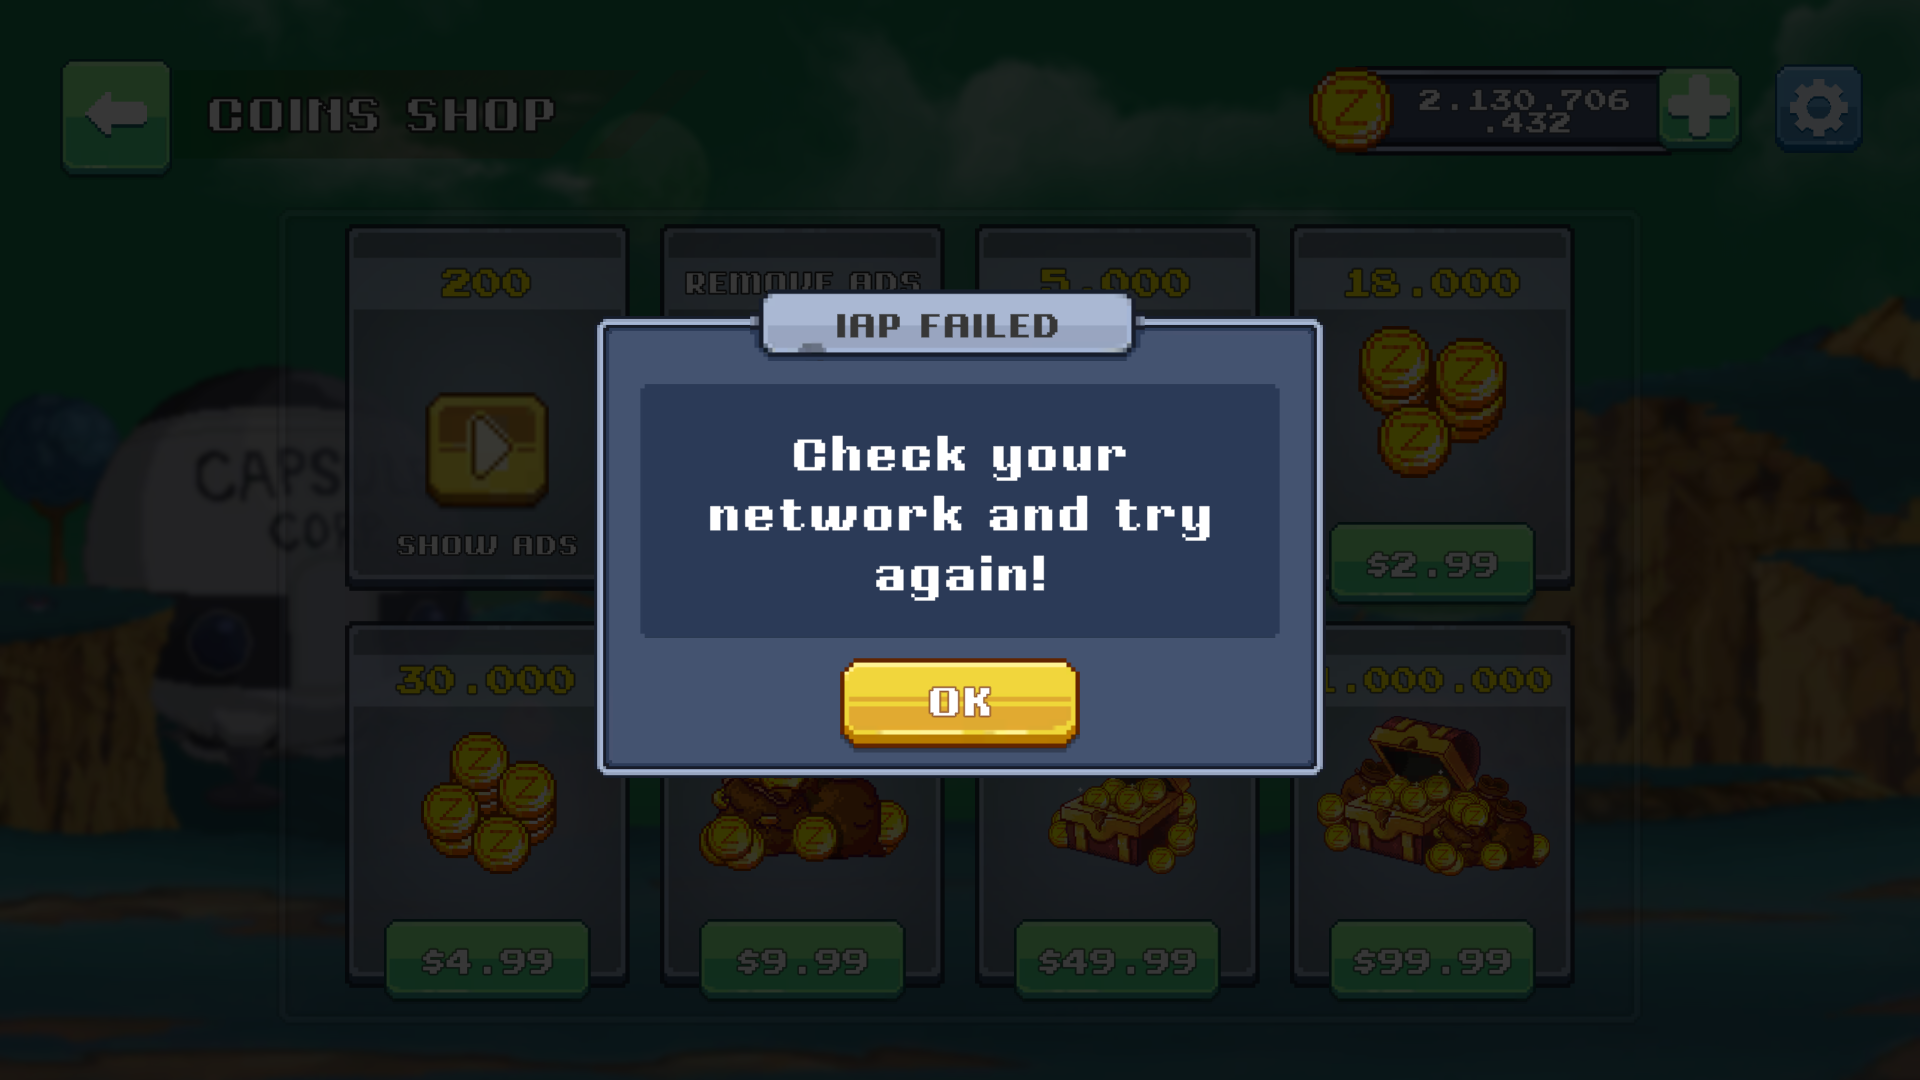 COINS SHOP
2.130.706
.432
200
REMOVE ADS
5.000
18.000
IAP FAILED
Check your
network and try
again!
OK
CAPS
CO
SHOW ADS
$2.99
30.000
1.000.000
$4.99
$9.99
$49.99
$99.99